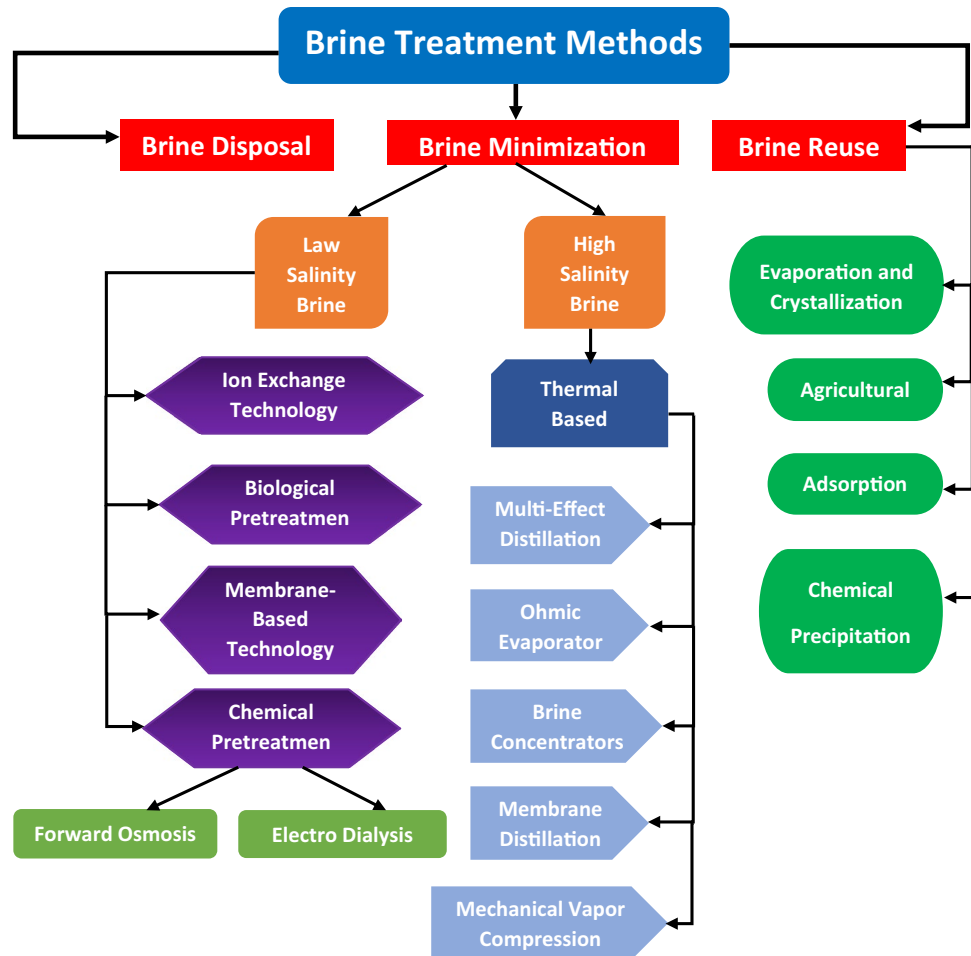 Brine Treatment Methods
Brine Disposal
Brine Minimization
Brine Reuse
Law
Salinity
Brine
High
Salinity
Brine
Evaporation and
Crystallization
Ion Exchange
Technology
Thermal
Based
Agricultural
Biological
Pretreatmen
Multi-Effect
Distillation
Adsorption
Membrane-
Based
Technology
Ohmic
Evaporator
Chemical
Precipitation
Chemical
Pretreatmen
Brine
Concentrators
Forward Osmosis
Electro Dialysis
Membrane
Distillation
Mechanical Vapor
Compression